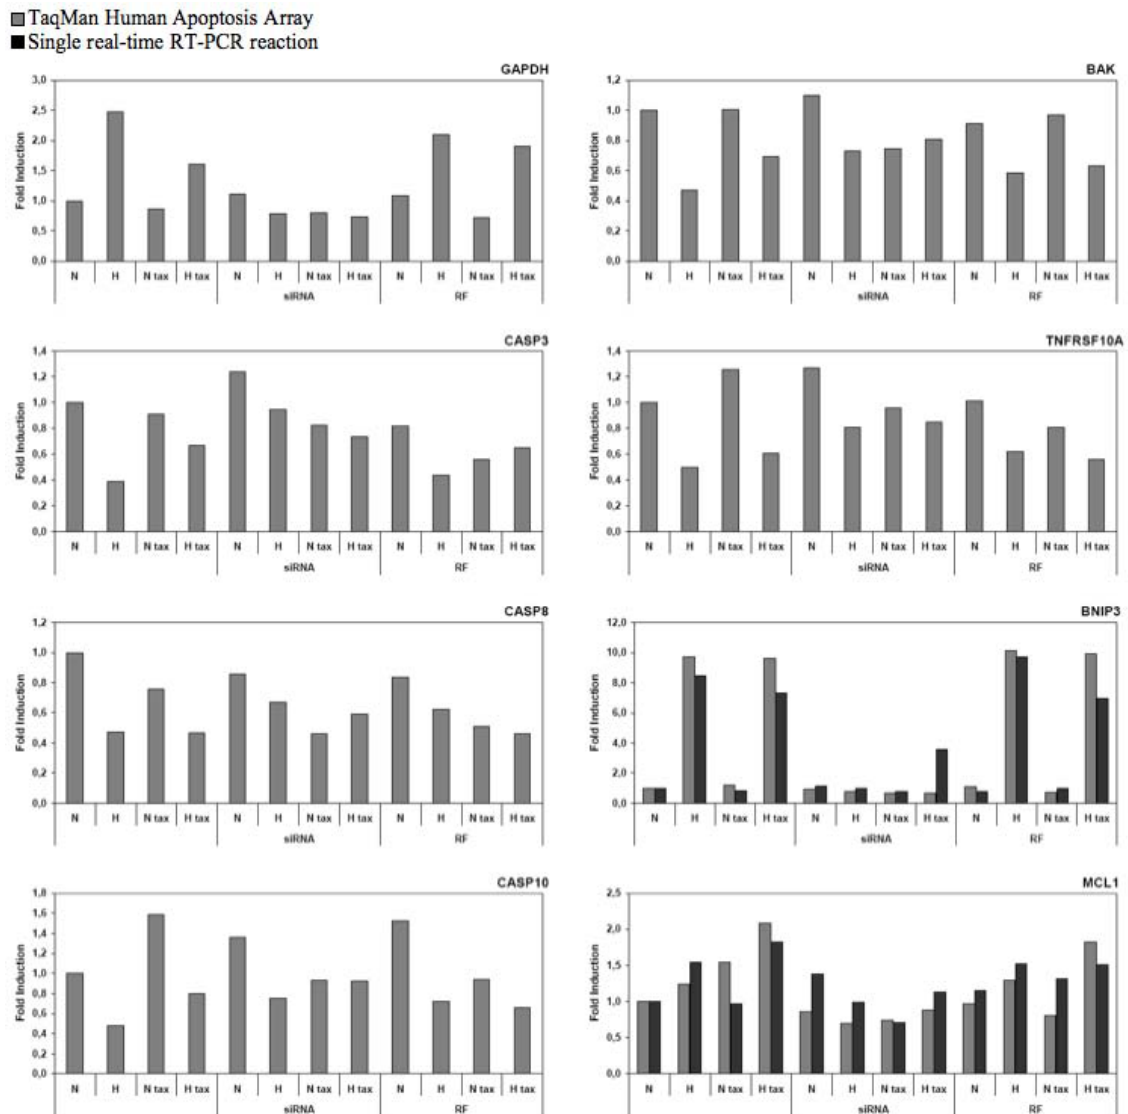 TaqMan Human Apoptosis Array
Single real-time RT-PCR reaction
GAPDH
Fold Induction
3,0
2,5
2,0
1,5
1,0
0,5
0,0
N H N tax H tax N H N tax H tax N H N tax H tax
siRNA RF
BAK
Fold Induction
1,2
1,0
0,8
0,6
0,4
0,2
0,0
N H N tax H tax N H N tax H tax N H N tax H tax
siRNA RF
CASP3
Fold Induction
1,4
1,2
1,0
0,8
0,6
0,4
0,2
0,0
N H N tax H tax N H N tax H tax N H N tax H tax
siRNA RF
TNFRSF10A
Fold Induction
1,4
1,2
1,0
0,8
0,6
0,4
0,2
0,0
N H N tax H tax N H N tax H tax N H N tax H tax
siRNA RF
CASP8
Fold Induction
1,2
1,0
0,8
0,6
0,4
0,2
0,0
N H N tax H tax N H N tax H tax N H N tax H tax
siRNA RF
BNIP3
Fold Induction
12,0
10,0
8,0
6,0
4,0
2,0
0,0
N H N tax H tax N H N tax H tax N H N tax H tax
siRNA RF
CASP10
Fold Induction
1,8
1,6
1,4
1,2
1,0
0,8
0,6
0,4
0,2
0,0
N H N tax H tax N H N tax H tax N H N tax H tax
siRNA RF
MCL1
Fold Induction
2,5
2,0
1,5
1,0
0,5
0,0
N H N tax H tax N H N tax H tax N H N tax H tax
siRNA RF